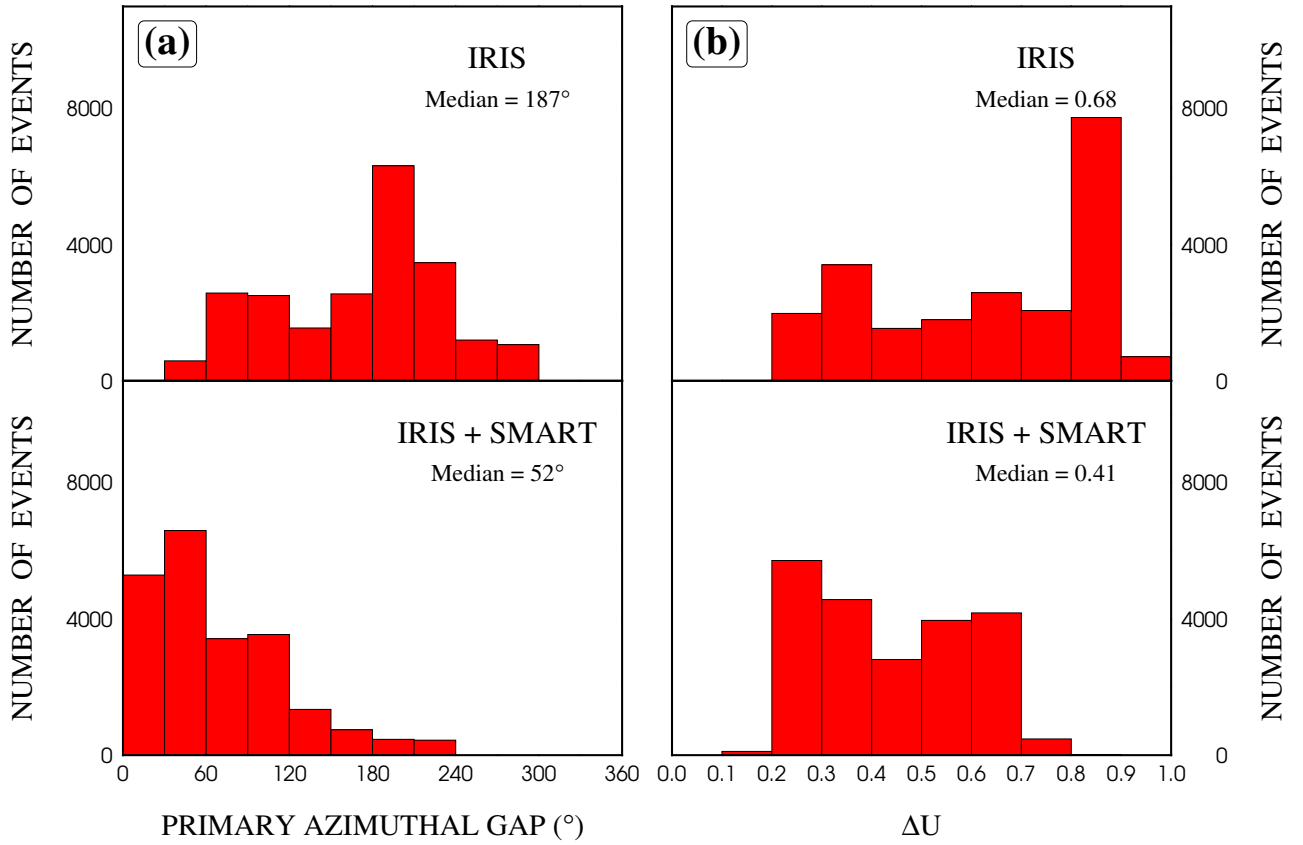 (a)
IRIS
Median = 187°
NUMBER OF EVENTS
8000
4000
0
(b)
IRIS
Median = 0.68
8000
4000
0
NUMBER OF EVENTS
IRIS + SMART
Median = 52°
NUMBER OF EVENTS
8000
4000
0
0 60 120 180 240 300 360
PRIMARY AZIMUTHAL GAP (°)
IRIS + SMART
Median = 0.41
8000
4000
0
NUMBER OF EVENTS
0.0 0.1 0.2 0.3 0.4 0.5 0.6 0.7 0.8 0.9 1.0
ΔU